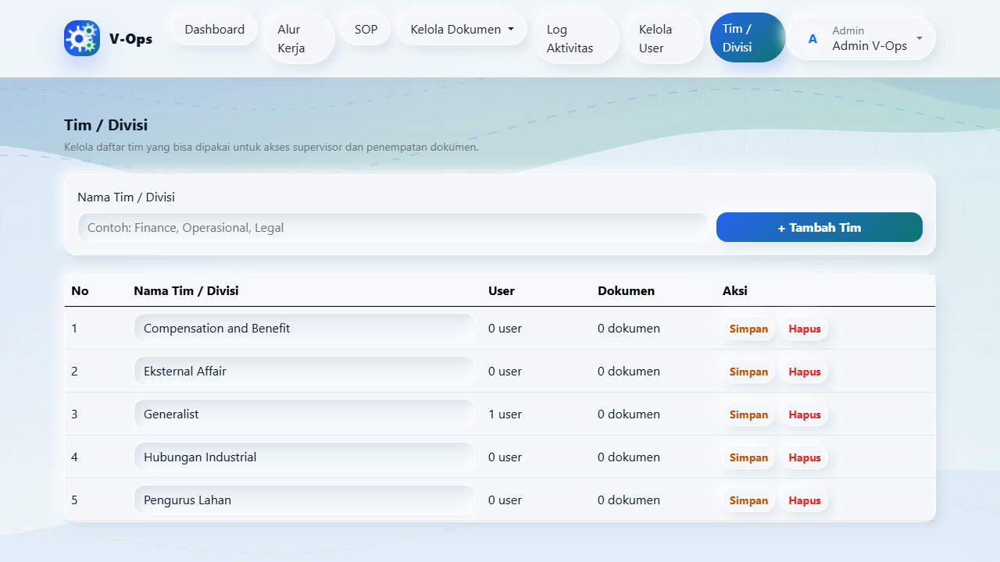 V-Ops
Dashboard
Alur
Kerja
SOP
Kelola Dokumen
Log
Aktivitas
Kelola
User
Tim /
Divisi
A
Admin
Admin V-Ops
Tim / Divisi
Kelola daftar tim yang bisa dipakai untuk akses supervisor dan penempatan dokumen.
Nama Tim / Divisi
Contoh: Finance, Operasional, Legal
+ Tambah Tim
No Nama Tim / Divisi User Dokumen Aksi
1 Compensation and Benefit 0 user 0 dokumen Simpan Hapus
2 Eksternal Affair 0 user 0 dokumen Simpan Hapus
3 Generalist 1 user 0 dokumen Simpan Hapus
4 Hubungan Industrial 0 user 0 dokumen Simpan Hapus
5 Pengurus Lahan 0 user 0 dokumen Simpan Hapus